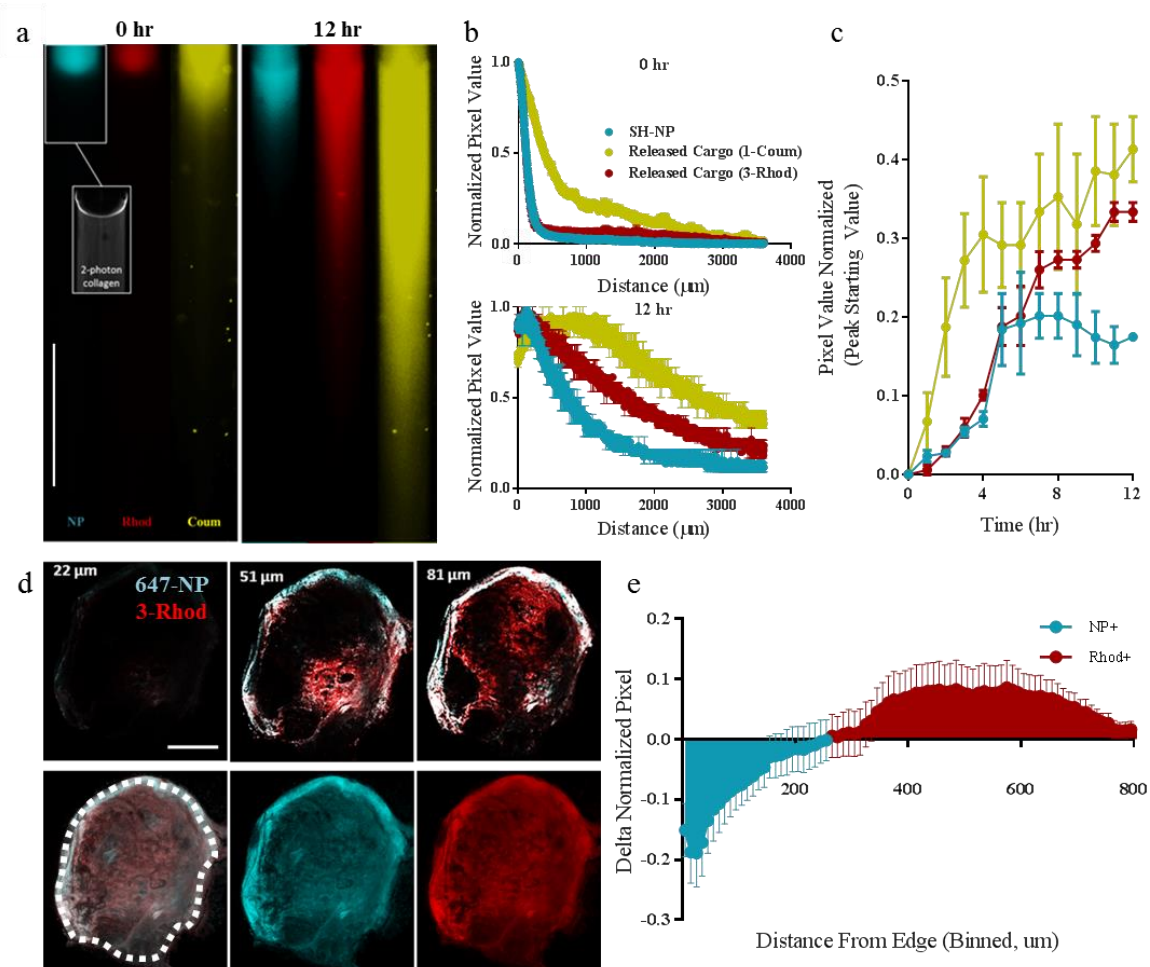 a
0 hr
12 hr
2-photon
collagen
NP
Rhod
Coum
b
Normalized Pixel Value
1.0
0.5
0.0
0 hr
SH-NP
Released Cargo (1-Coum)
Released Cargo (3-Rhod)
0
1000
2000
3000
4000
Distance (µm)
Normalized Pixel Value
1.0
0.5
0.0
12 hr
0
1000
2000
3000
4000
Distance (µm)
c
Pixel Value Normalized
(Peak Starting Value)
0.5
0.4
0.3
0.2
0.1
0.0
0
4
8
12
Time (hr)
d
22 µm
647-NP
3-Rhod
51 µm
81 µm
e
Delta Normalized Pixel
0.2
0.1
0.0
-0.1
-0.2
-0.3
NP+
Rhod+
200
400
600
800
Distance From Edge (Binned, um)